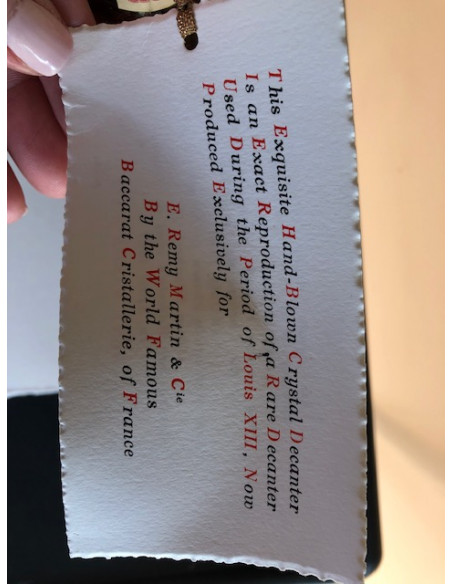 This Exquisite Hand-Blown Crystal Decanter
Is an Exact Reproduction of a Rare Decanter
Used During the Period of Louis XIII, Now
Produced Exclusively for
E. Remy Martin & Cie
By the World Famous
Baccarat Cristallerie, of France